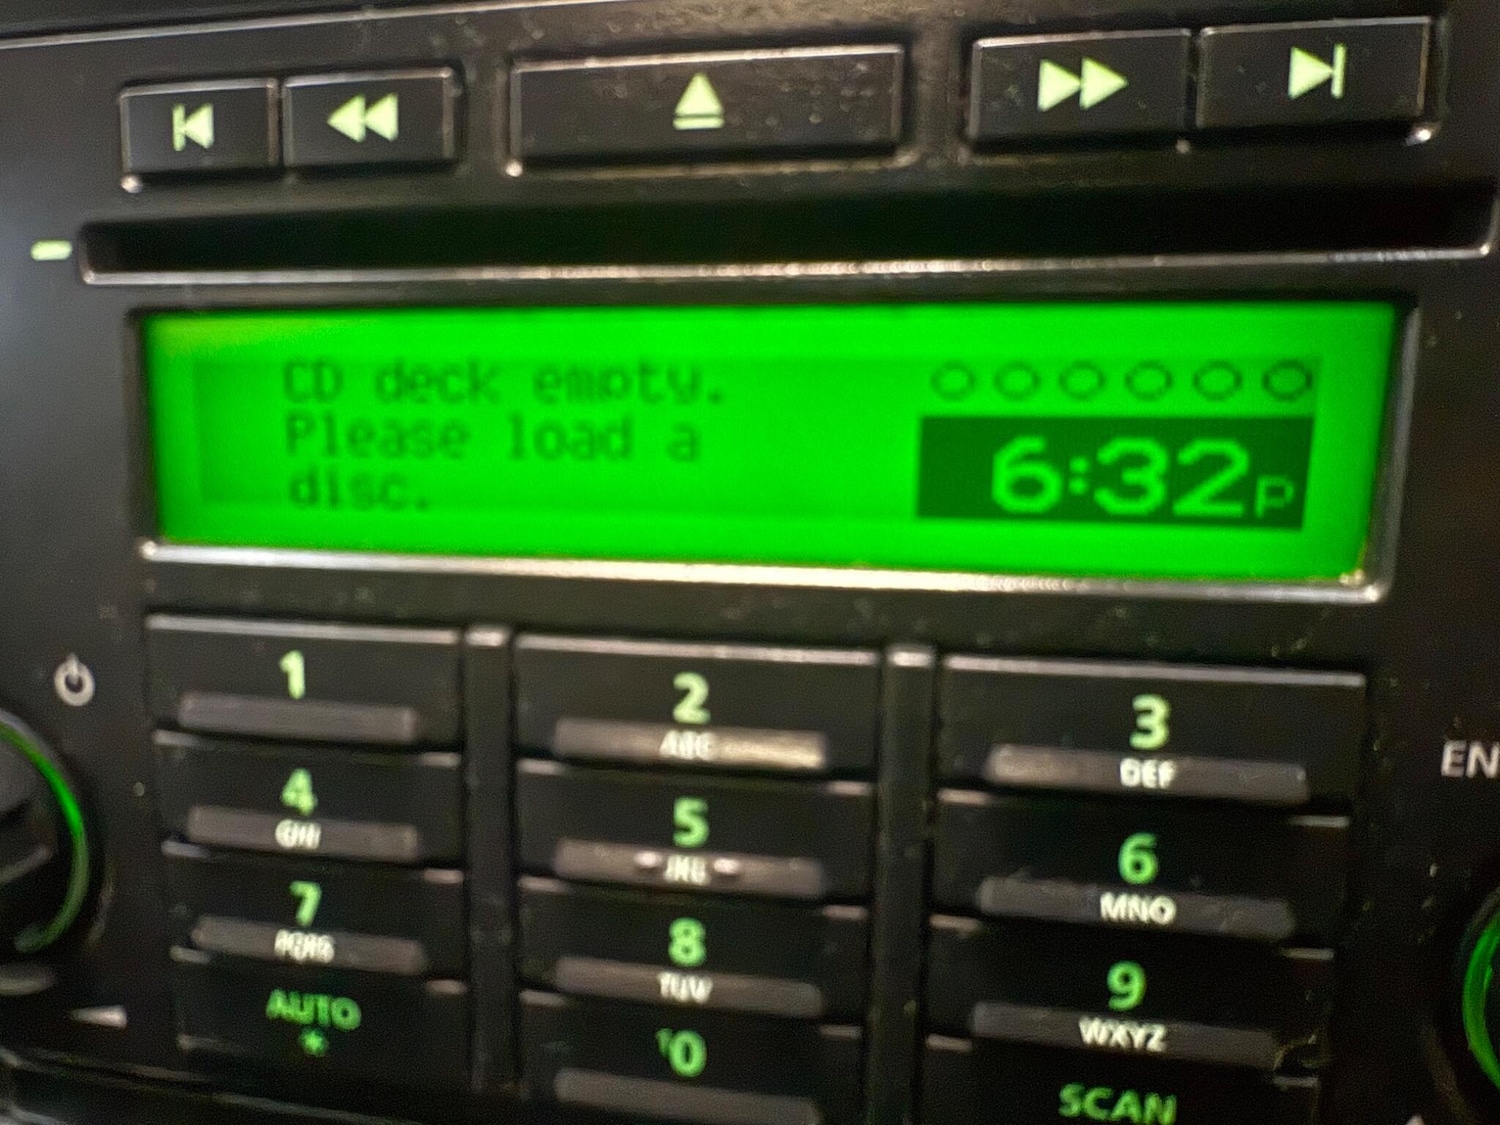 CD deck empty.
Please load a
disc.
6:32P
1
2
ABC
3
DEF
4
GHI
5
JKL
6
MNO
7
PQRS
8
TUV
9
WXYZ
AUTO
*
0
SCAN
EN